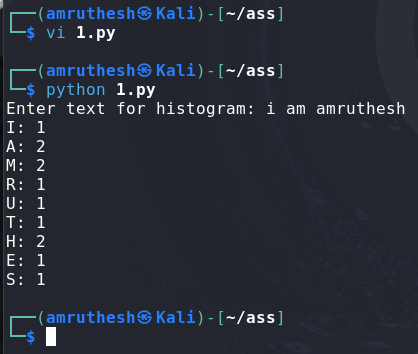 ┌──(amruthesh㉿Kali)-[~/ass]
└─$ vi 1.py
┌──(amruthesh㉿Kali)-[~/ass]
└─$ python 1.py
Enter text for histogram: i am amruthesh
I: 1
A: 2
M: 2
R: 1
U: 1
T: 1
H: 2
E: 1
S: 1
┌──(amruthesh㉿Kali)-[~/ass]
└─$